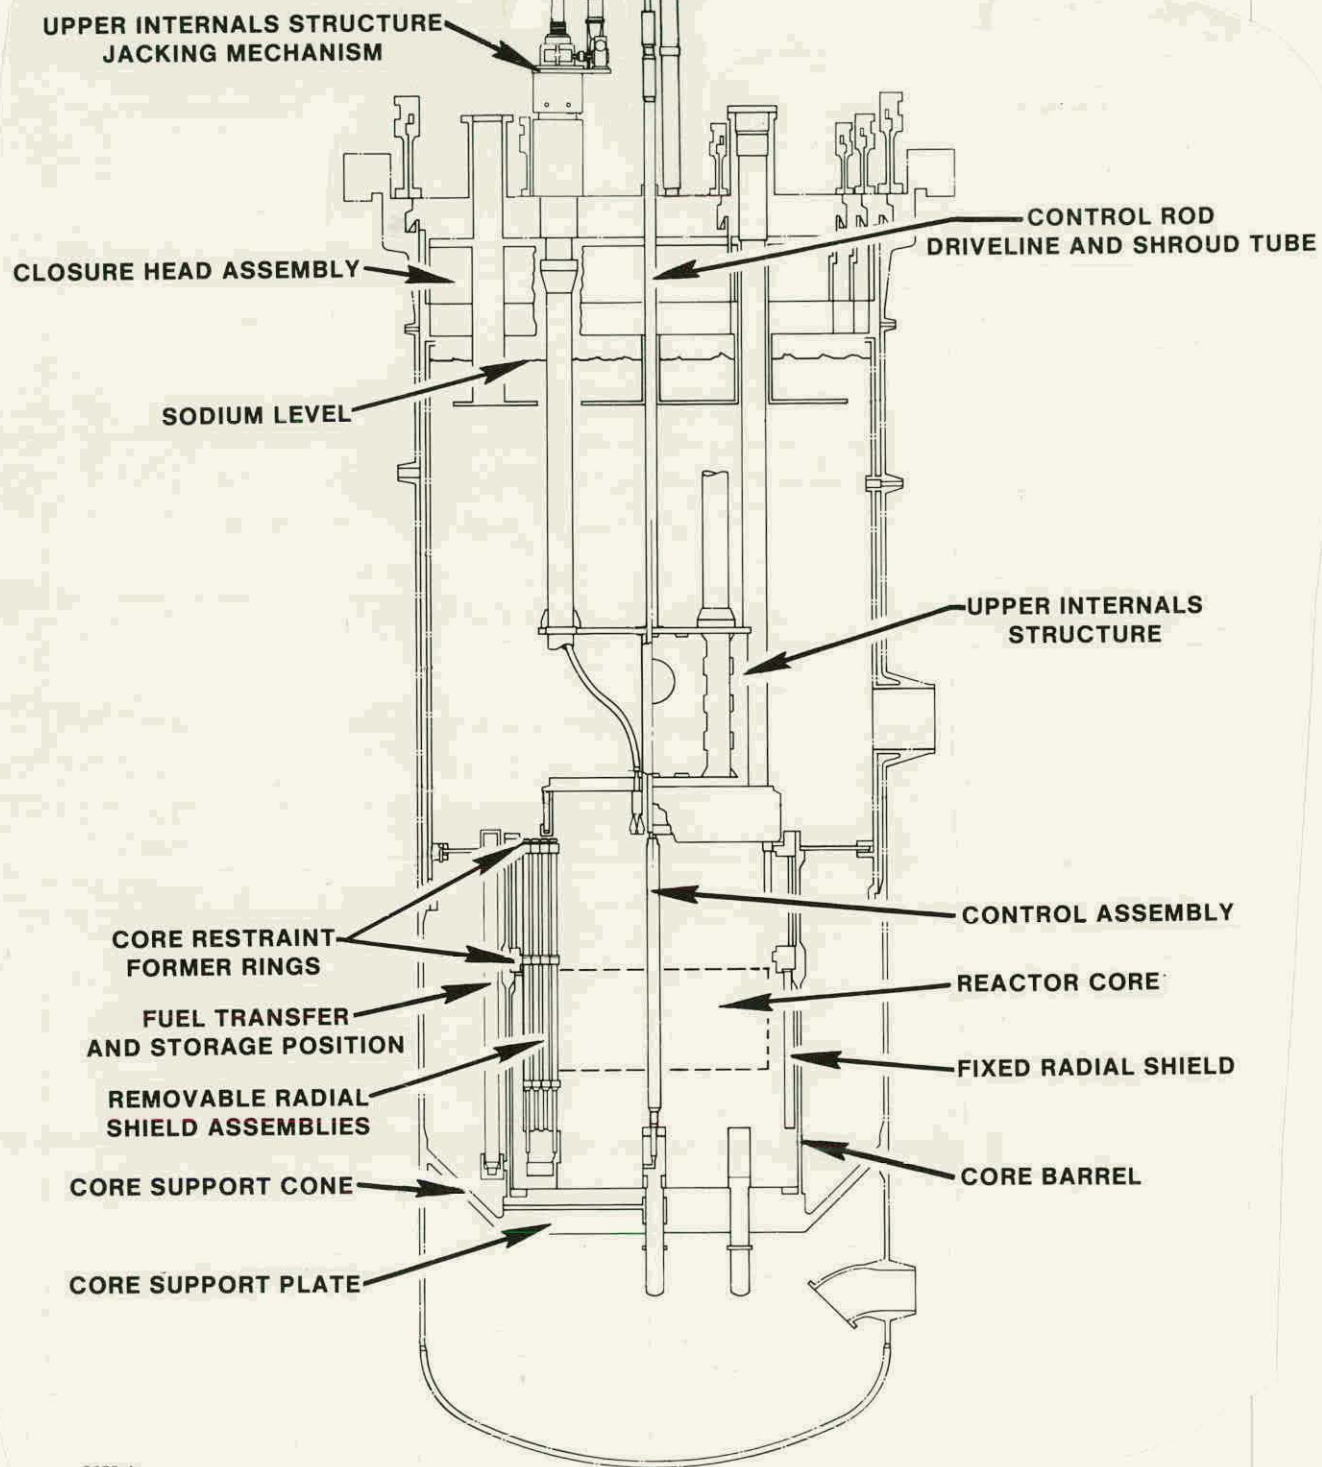 UPPER INTERNALS STRUCTURE
JACKING MECHANISM
CONTROL ROD
DRIVELINE AND SHROUD TUBE
CLOSURE HEAD ASSEMBLY
SODIUM LEVEL
UPPER INTERNALS
STRUCTURE
CONTROL ASSEMBLY
CORE RESTRAINT
FORMER RINGS
REACTOR CORE
FUEL TRANSFER
AND STORAGE POSITION
FIXED RADIAL SHIELD
REMOVABLE RADIAL
SHIELD ASSEMBLIES
CORE BARREL
CORE SUPPORT CONE
CORE SUPPORT PLATE